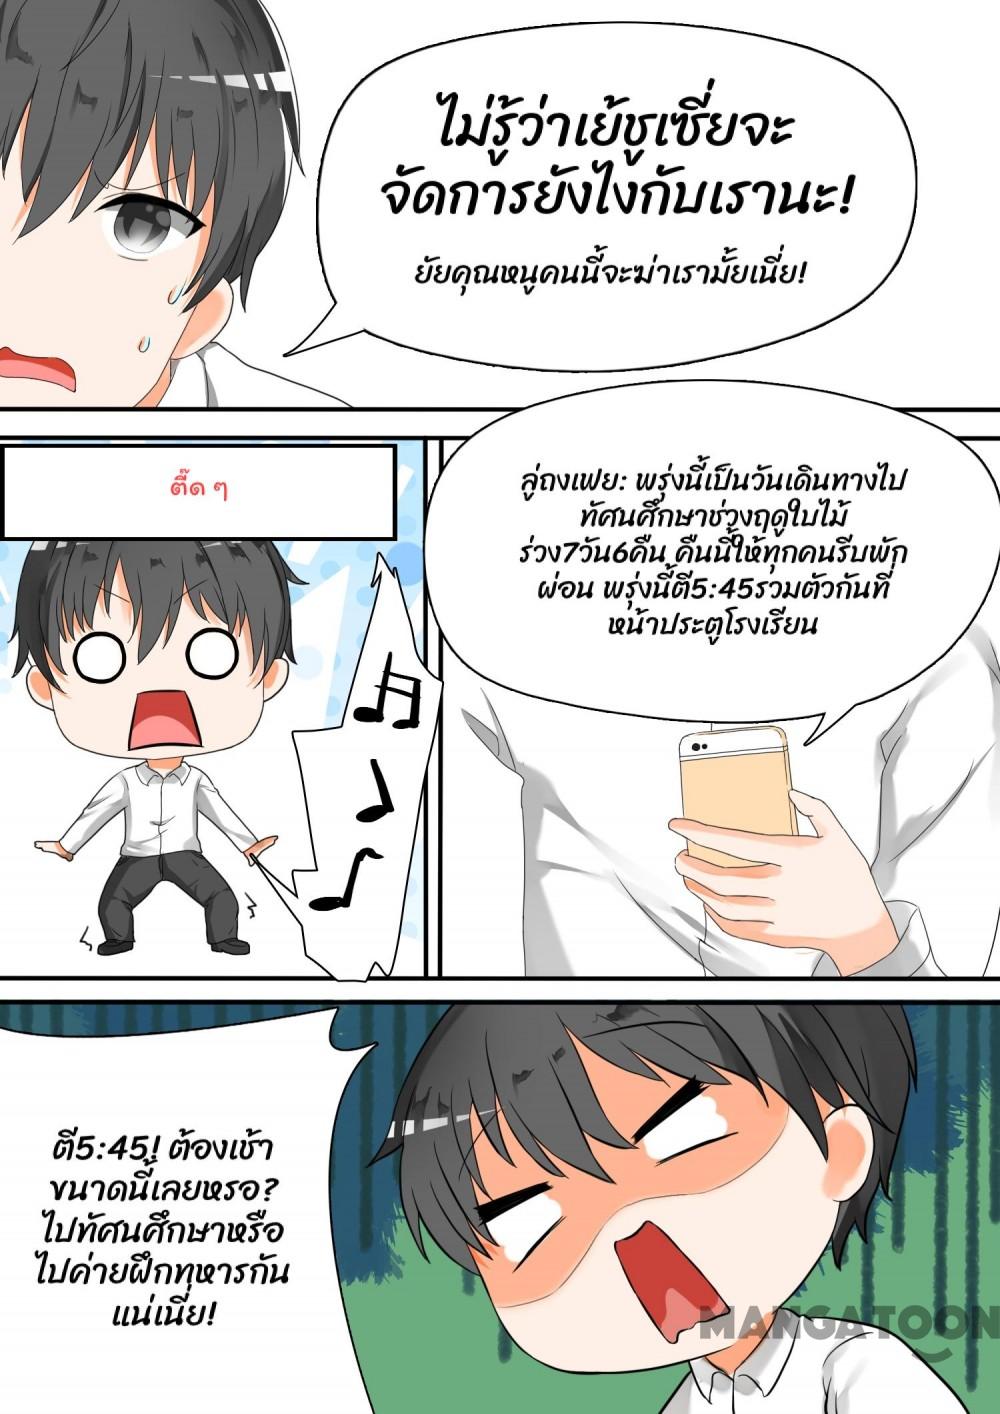 ไม่รู้ว่าเย้ชูเซี่ยจะ
จัดการยังไงกับเรานะ!
ยัยคุณหนูคนนี้จะฆ่าเรามั้ยเนี่ย!
ตี๊ด ๆ
ลู่ถงเฟย: พรุ่งนี้เป็นวันเดินทางไป
ทัศนศึกษาช่วงฤดูใบไม้
ร่วง7วัน6คืน คืนนี้ให้ทุกคนรีบพัก
ผ่อน พรุ่งนี้ตี5:45รวมตัวกันที่
หน้าประตูโรงเรียน
ตี5:45! ต้องเช้า
ขนาดนี้เลยหรอ?
ไปทัศนศึกษาหรือ
ไปค่ายฝึกทหารกัน
แน่เนี่ย!
MANGATOON